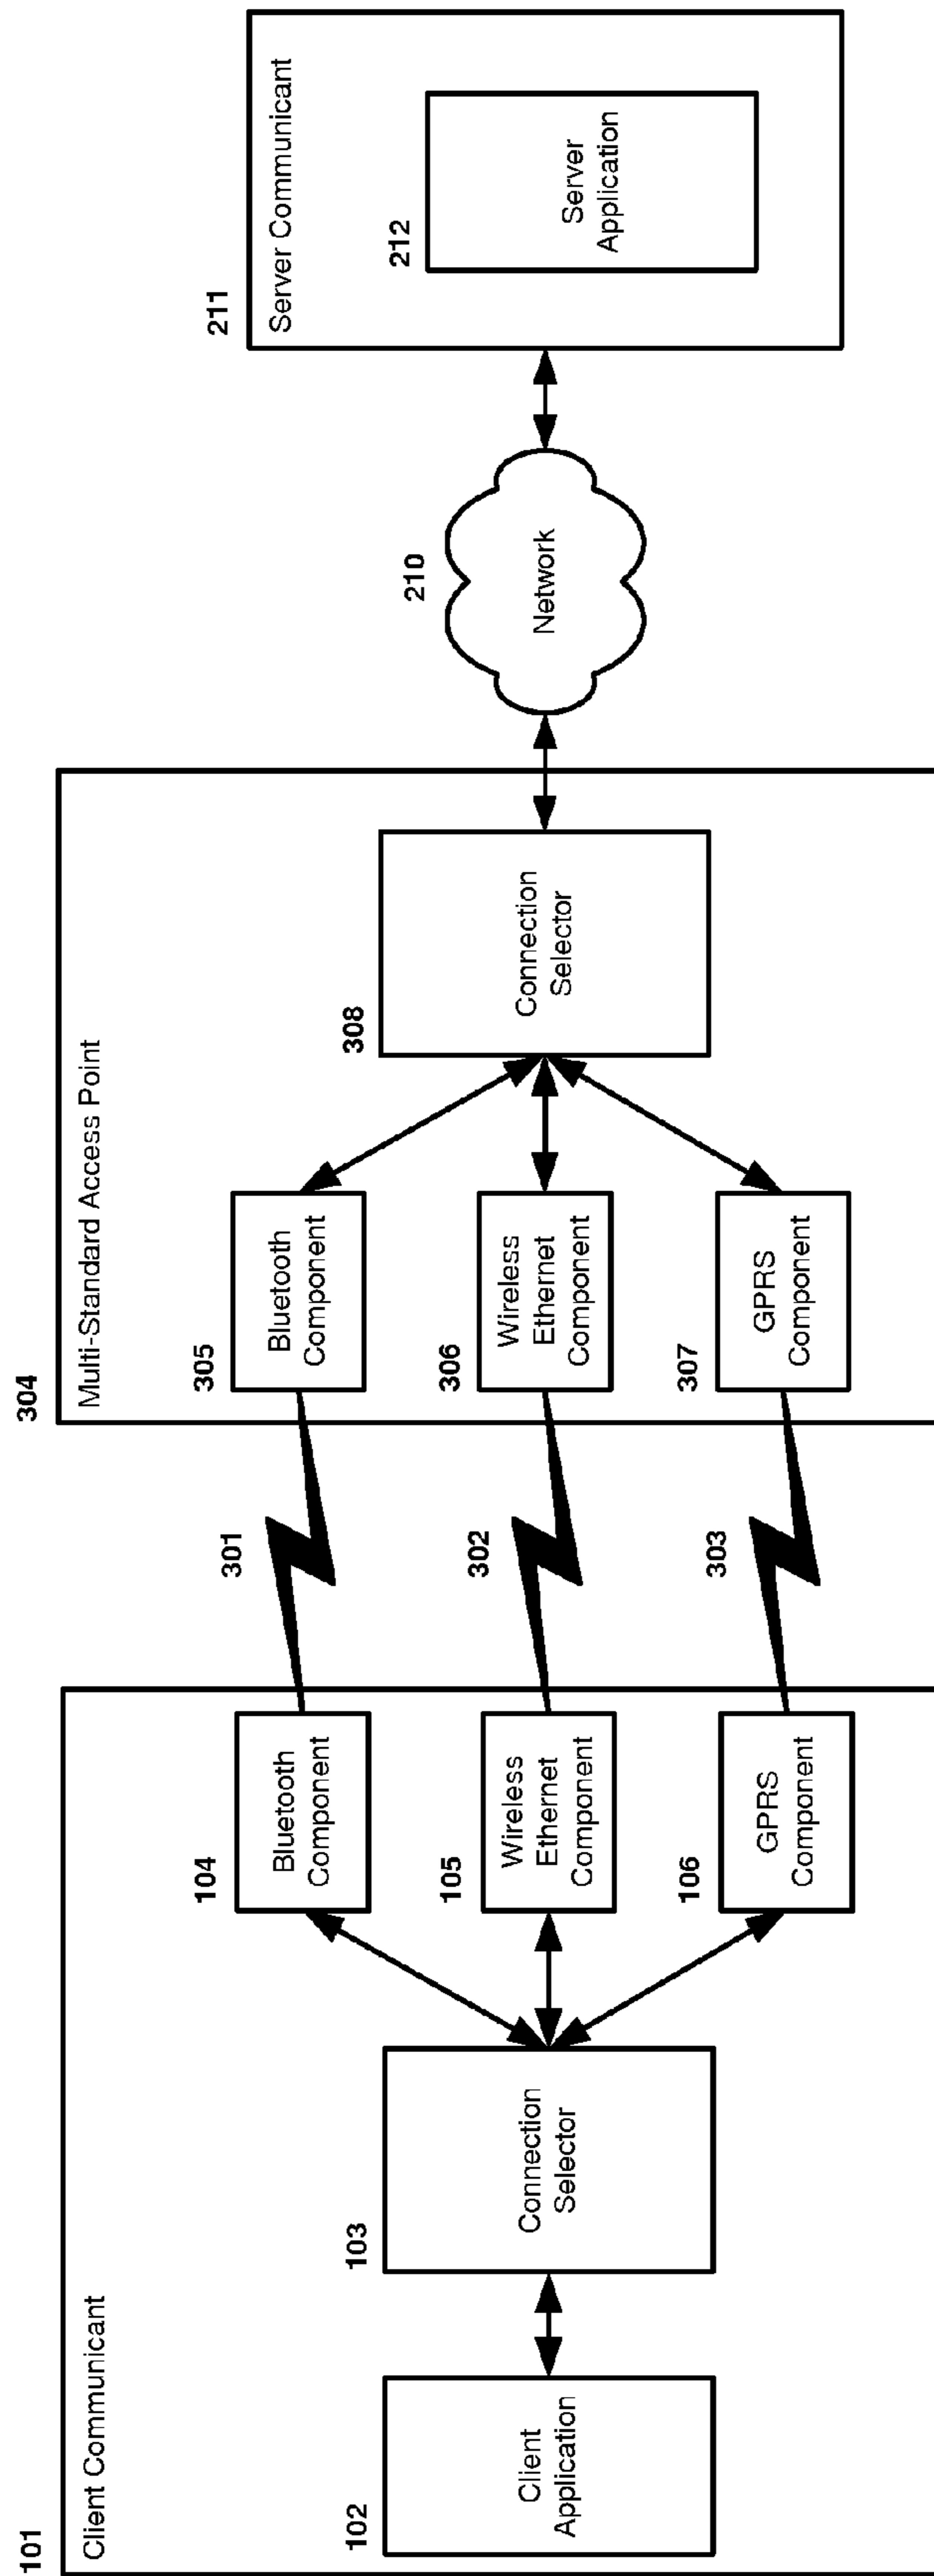 101
Client Communicant
102
Client
Application
103
Connection
Selector
104
Bluetooth
Component
105
Wireless
Ethernet
Component
106
GPRS
Component
301
302
303
304
Multi-Standard Access Point
305
Bluetooth
Component
306
Wireless
Ethernet
Component
307
GPRS
Component
308
Connection
Selector
210
Network
211
Server Communicant
212
Server
Application